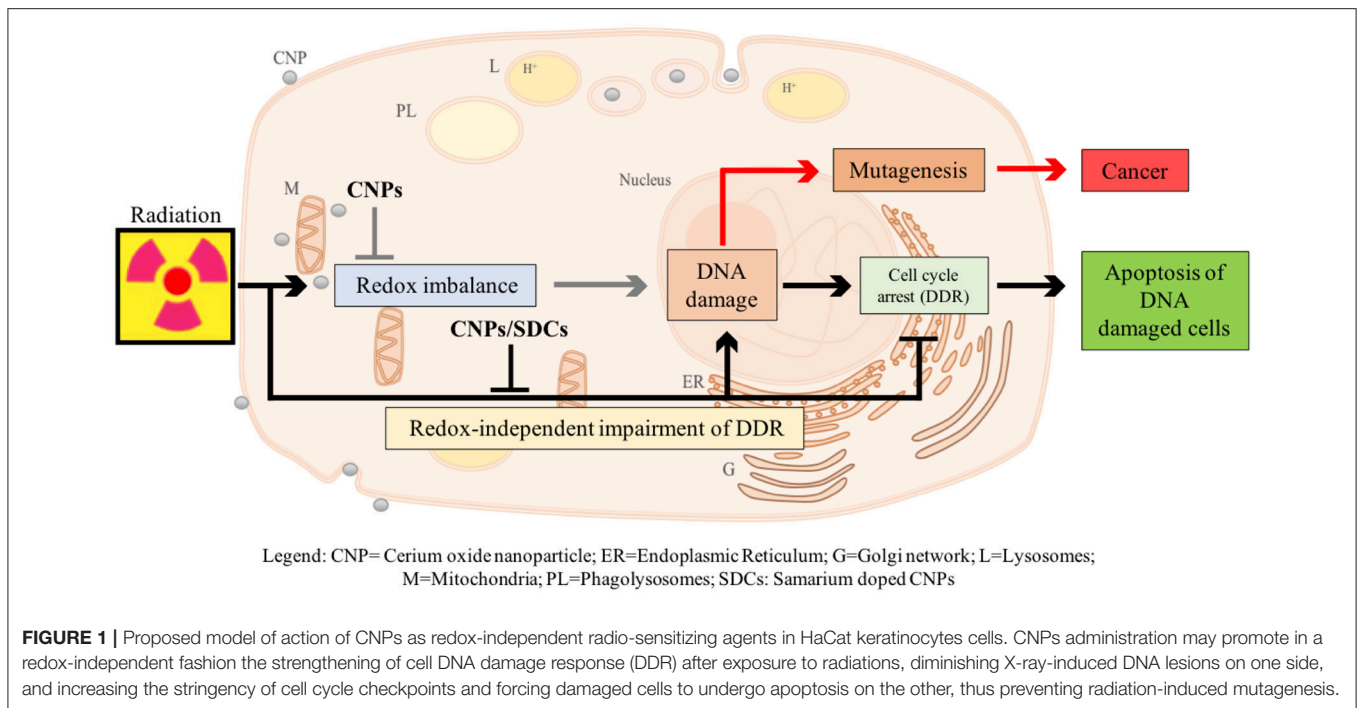 CNP
L
H+
H+
PL
Nucleus
Mutagenesis
Cancer
M
CNPs
Radiation
Redox imbalance
DNA
damage
Cell cycle
arrest (DDR)
Apoptosis of
DNA
damaged cells
CNPs/SDCs
ER
Redox-independent impairment of DDR
G
Legend: CNP= Cerium oxide nanoparticle; ER=Endoplasmic Reticulum; G=Golgi network; L=Lysosomes;
M=Mitochondria; PL=Phagolysosomes; SDCs: Samarium doped CNPs
FIGURE 1 | Proposed model of action of CNPs as redox-independent radio-sensitizing agents in HaCat keratinocytes cells. CNPs administration may promote in a
redox-independent fashion the strengthening of cell DNA damage response (DDR) after exposure to radiations, diminishing X-ray-induced DNA lesions on one side,
and increasing the stringency of cell cycle checkpoints and forcing damaged cells to undergo apoptosis on the other, thus preventing radiation-induced mutagenesis.